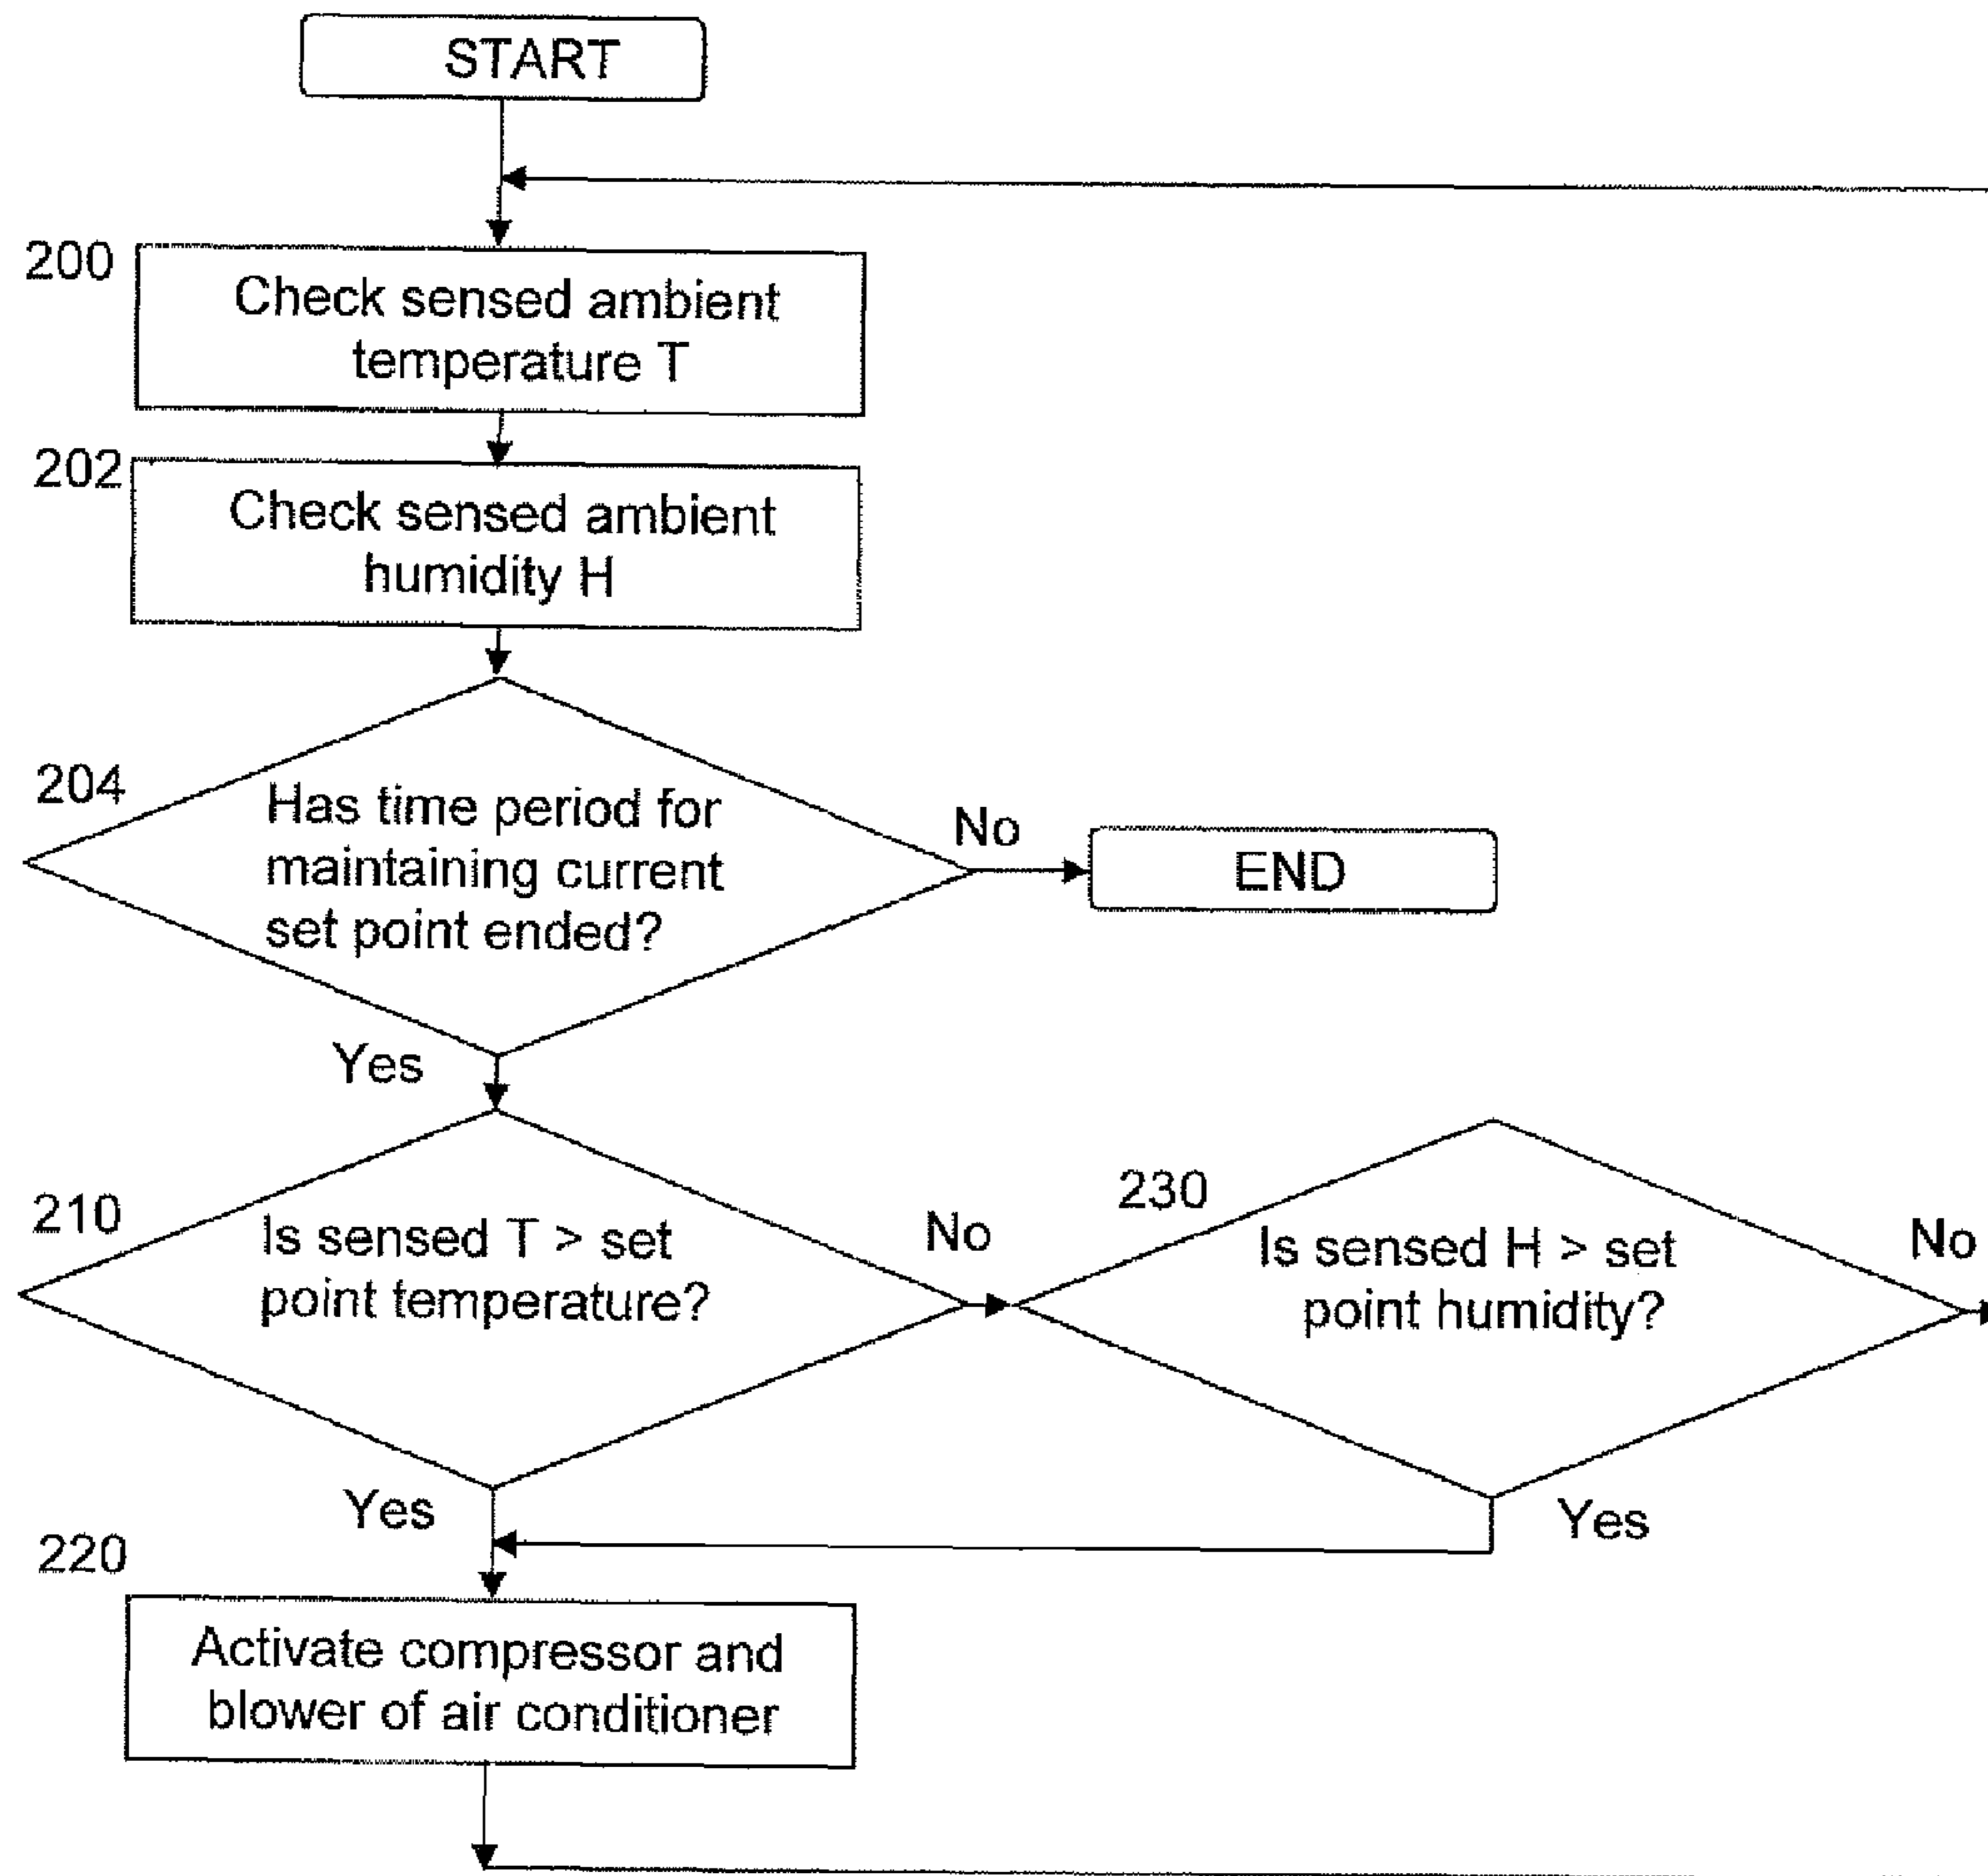 START
200
Check sensed ambient
temperature T
202
Check sensed ambient
humidity H
204
Has time period for
maintaining current
set point ended?
No
END
Yes
210
Is sensed T > set
point temperature?
No
230
Is sensed H > set
point humidity?
No
Yes
Yes
220
Activate compressor and
blower of air conditioner